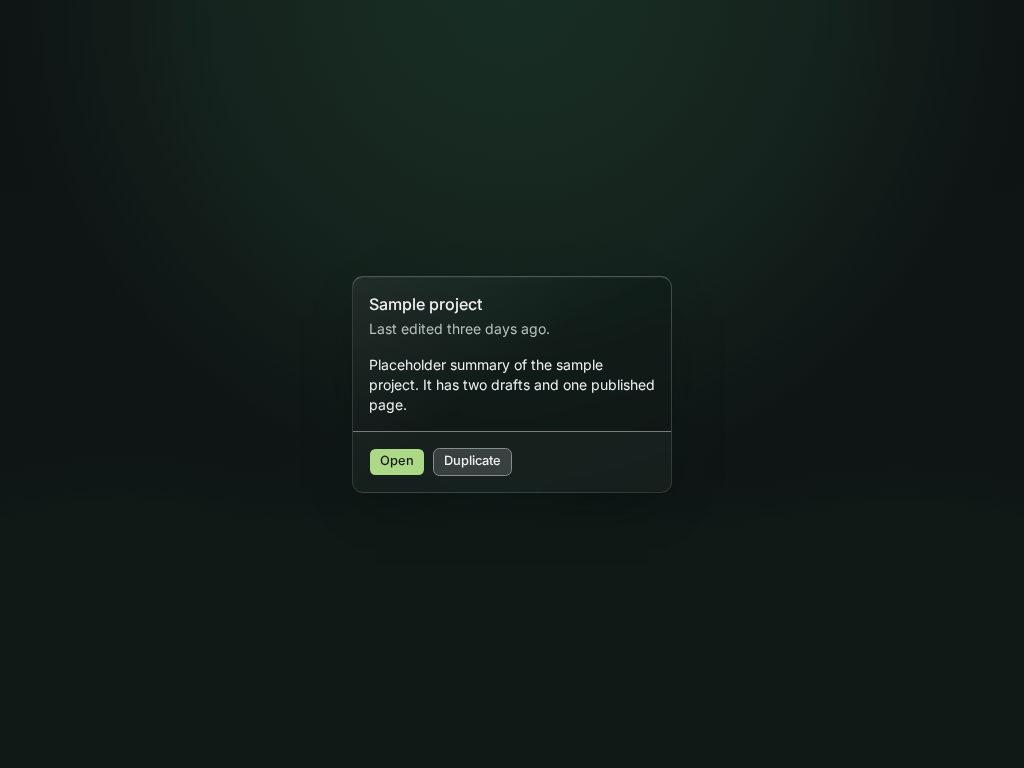 Sample project
Last edited three days ago.
Placeholder summary of the sample
project. It has two drafts and one published
page.
Open
Duplicate